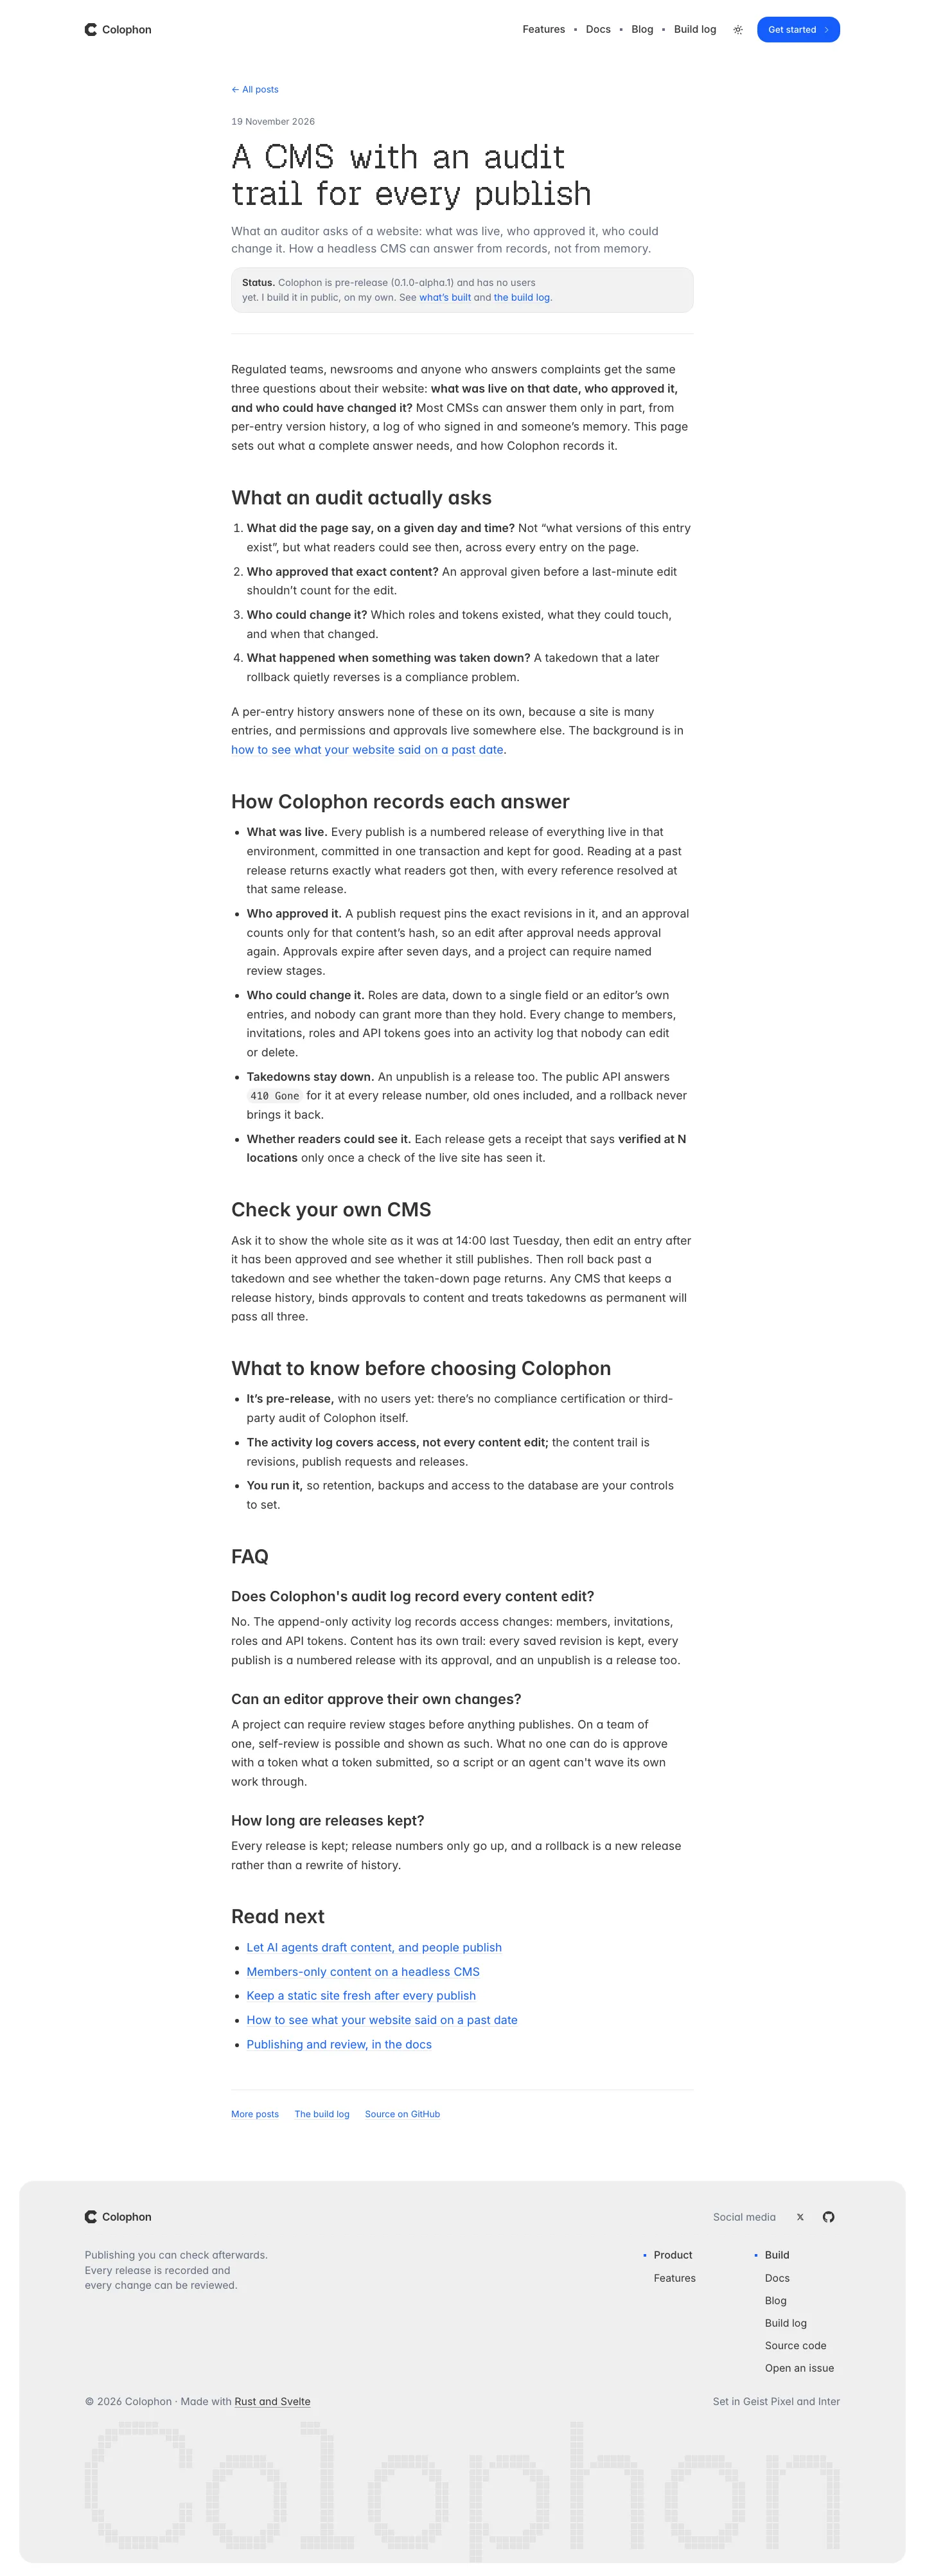 Colophon
Features
Docs
Blog
Build log
Get started
← All posts
19 November 2026
A CMS with an audit
trail for every publish
What an auditor asks of a website: what was live, who approved it, who could
change it. How a headless CMS can answer from records, not from memory.
Status. Colophon is pre-release (0.1.0-alpha.1) and has no users
yet. I build it in public, on my own. See what’s built and the build log.
Regulated teams, newsrooms and anyone who answers complaints get the same
three questions about their website: what was live on that date, who approved it,
and who could have changed it? Most CMSs can answer them only in part, from
per-entry version history, a log of who signed in and someone’s memory. This page
sets out what a complete answer needs, and how Colophon records it.
What an audit actually asks
1. What did the page say, on a given day and time? Not “what versions of this entry
exist”, but what readers could see then, across every entry on the page.
2. Who approved that exact content? An approval given before a last-minute edit
shouldn’t count for the edit.
3. Who could change it? Which roles and tokens existed, what they could touch,
and when that changed.
4. What happened when something was taken down? A takedown that a later
rollback quietly reverses is a compliance problem.
A per-entry history answers none of these on its own, because a site is many
entries, and permissions and approvals live somewhere else. The background is in
how to see what your website said on a past date.
How Colophon records each answer
• What was live. Every publish is a numbered release of everything live in that
environment, committed in one transaction and kept for good. Reading at a past
release returns exactly what readers got then, with every reference resolved at
that same release.
• Who approved it. A publish request pins the exact revisions in it, and an approval
counts only for that content’s hash, so an edit after approval needs approval
again. Approvals expire after seven days, and a project can require named
review stages.
• Who could change it. Roles are data, down to a single field or an editor’s own
entries, and nobody can grant more than they hold. Every change to members,
invitations, roles and API tokens goes into an activity log that nobody can edit
or delete.
• Takedowns stay down. An unpublish is a release too. The public API answers
410 Gone for it at every release number, old ones included, and a rollback never
brings it back.
• Whether readers could see it. Each release gets a receipt that says verified at N
locations only once a check of the live site has seen it.
Check your own CMS
Ask it to show the whole site as it was at 14:00 last Tuesday, then edit an entry after
it has been approved and see whether it still publishes. Then roll back past a
takedown and see whether the taken-down page returns. Any CMS that keeps a
release history, binds approvals to content and treats takedowns as permanent will
pass all three.
What to know before choosing Colophon
• It’s pre-release, with no users yet: there’s no compliance certification or third-
party audit of Colophon itself.
• The activity log covers access, not every content edit; the content trail is
revisions, publish requests and releases.
• You run it, so retention, backups and access to the database are your controls
to set.
FAQ
Does Colophon's audit log record every content edit?
No. The append-only activity log records access changes: members, invitations,
roles and API tokens. Content has its own trail: every saved revision is kept, every
publish is a numbered release with its approval, and an unpublish is a release too.
Can an editor approve their own changes?
A project can require review stages before anything publishes. On a team of
one, self-review is possible and shown as such. What no one can do is approve
with a token what a token submitted, so a script or an agent can't wave its own
work through.
How long are releases kept?
Every release is kept; release numbers only go up, and a rollback is a new release
rather than a rewrite of history.
Read next
• Let AI agents draft content, and people publish
• Members-only content on a headless CMS
• Keep a static site fresh after every publish
• How to see what your website said on a past date
• Publishing and review, in the docs
More posts
The build log
Source on GitHub
Colophon
Social media
Publishing you can check afterwards.
Every release is recorded and
every change can be reviewed.
Product
Features
Build
Docs
Blog
Build log
Source code
Open an issue
© 2026 Colophon · Made with Rust and Svelte
Set in Geist Pixel and Inter
Colophon